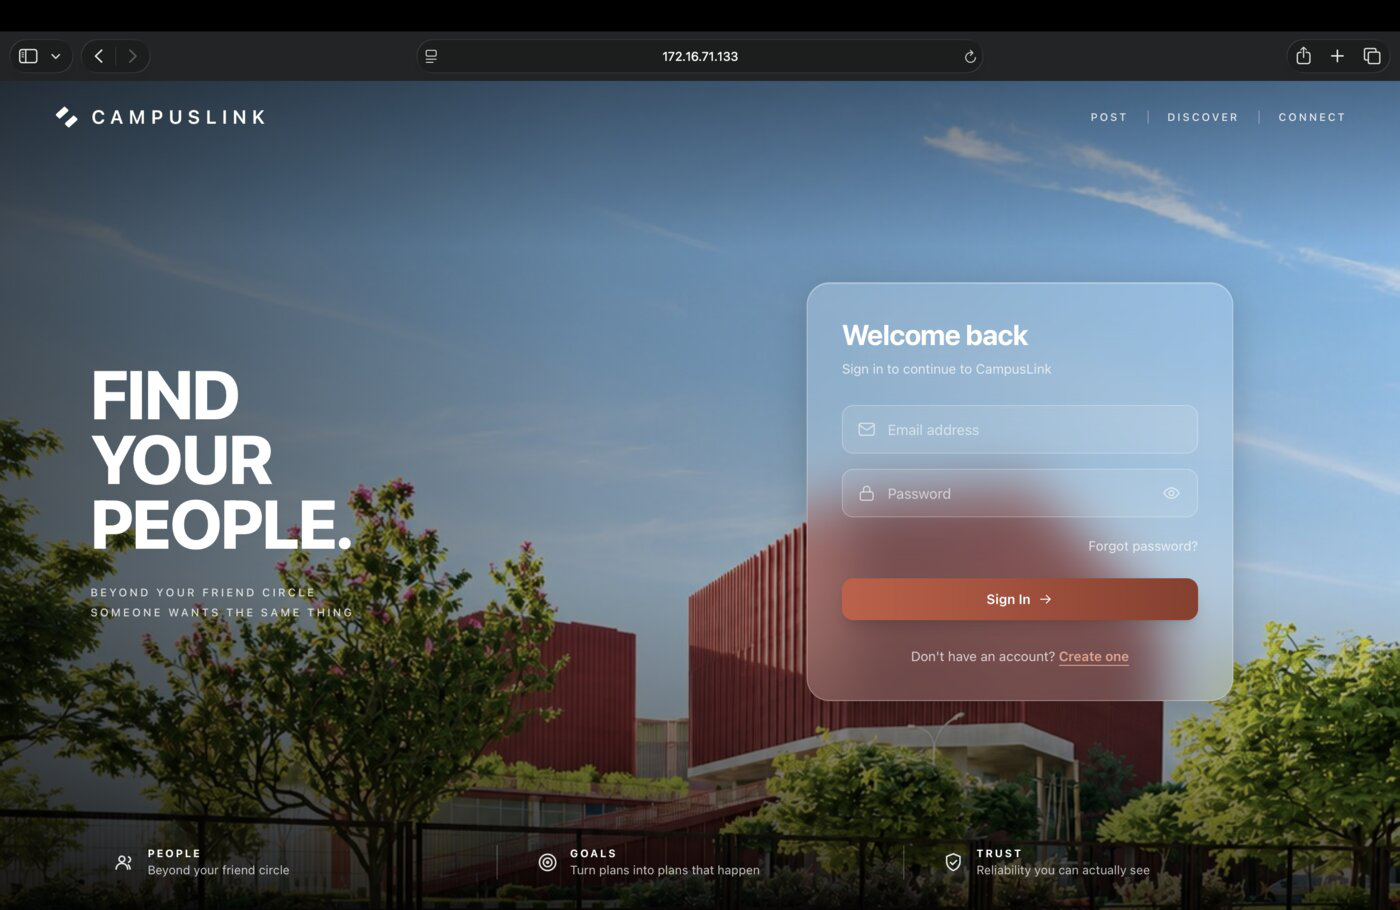 172.16.71.133
CAMPUSLINK
POST
DISCOVER
CONNECT
FIND
YOUR
PEOPLE.
BEYOND YOUR FRIEND CIRCLE
SOMEONE WANTS THE SAME THING
Welcome back
Sign in to continue to CampusLink
Email address
Password
Forgot password?
Sign In →
Don't have an account? Create one
PEOPLE
Beyond your friend circle
GOALS
Turn plans into plans that happen
TRUST
Reliability you can actually see